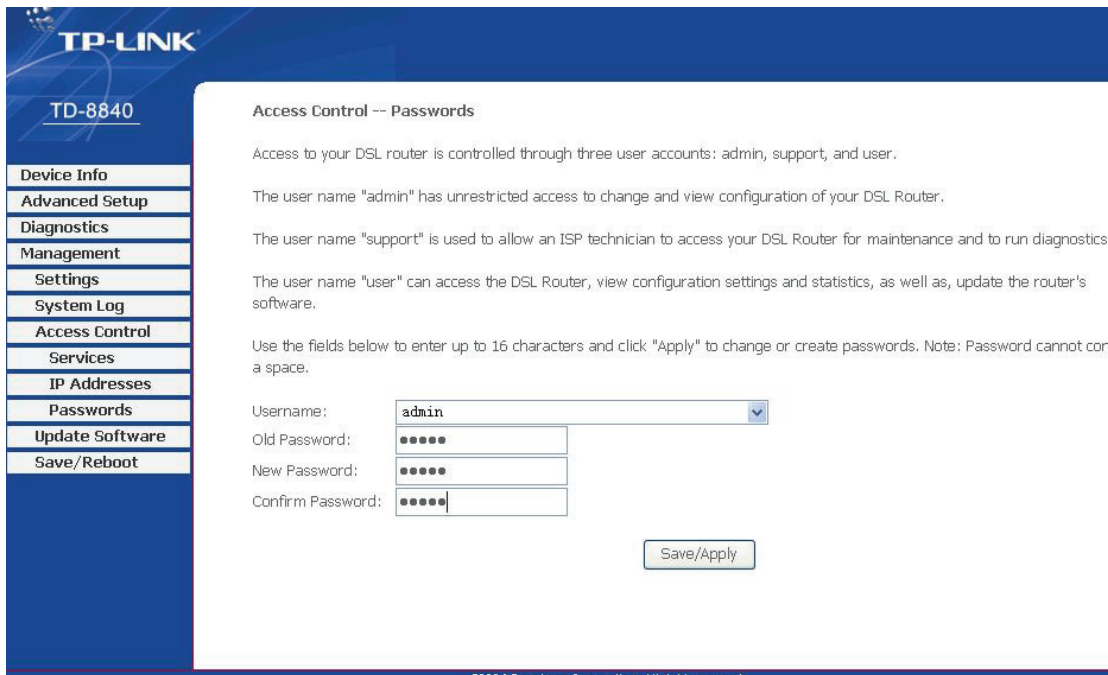 TP-LINK
TD-8840
Device Info
Advanced Setup
Diagnostics
Management
Settings
System Log
Access Control
Services
IP Addresses
Passwords
Update Software
Save/Reboot
Access Control -- Passwords
Access to your DSL router is controlled through three user accounts: admin, support, and user.
The user name "admin" has unrestricted access to change and view configuration of your DSL Router.
The user name "support" is used to allow an ISP technician to access your DSL Router for maintenance and to run diagnostics
The user name "user" can access the DSL Router, view configuration settings and statistics, as well as, update the router's
software.
Use the fields below to enter up to 16 characters and click "Apply" to change or create passwords. Note: Password cannot
a space.
Username: admin
Old Password: •••••
New Password: •••••
Confirm Password: •••••
Save/Apply